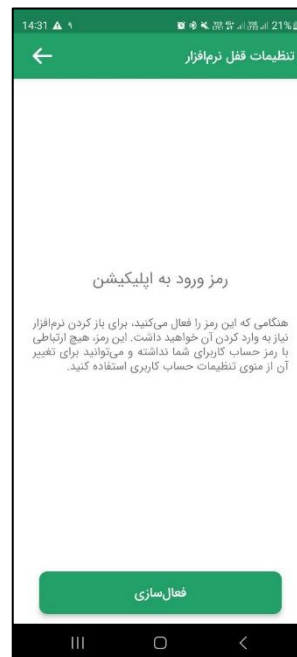 14:31 ۹ 21%
تنظیمات قفل نرم‌افزار
رمز ورود به اپلیکیشن
هنگامی که این رمز را فعال می‌کنید، برای باز کردن نرم‌افزار
نیاز به وارد کردن آن خواهید داشت. این رمز، هیچ ارتباطی
با رمز حساب کاربرای شما نداشته و می‌توانید برای تغییر
آن از منوی تنظیمات حساب کاربری استفاده کنید.
فعال‌سازی